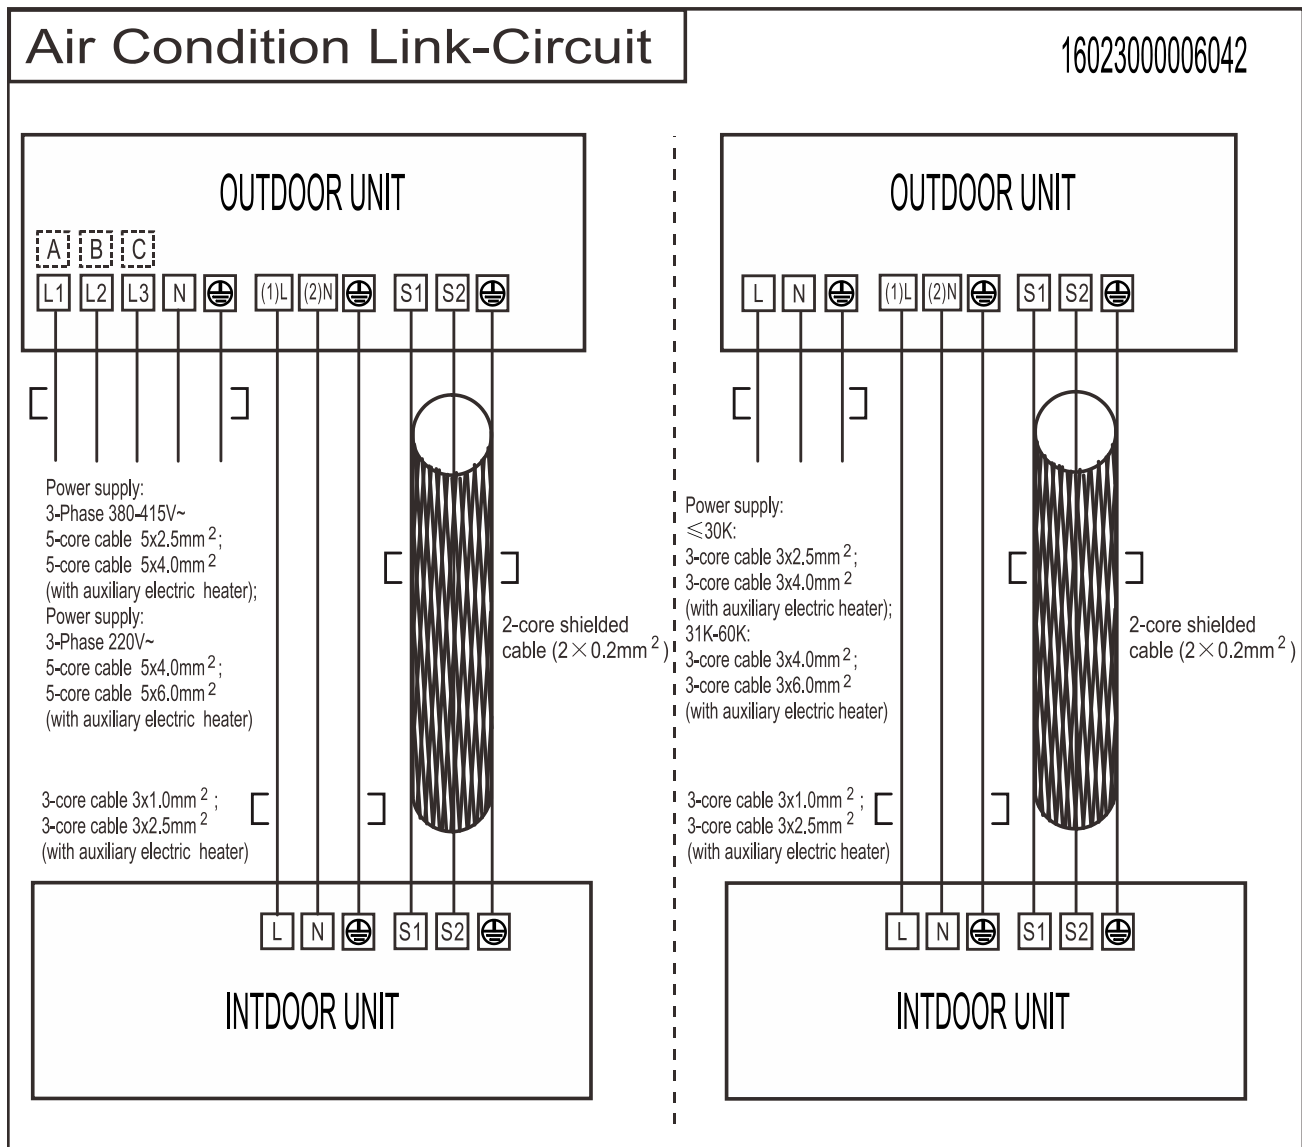 Air Condition Link-Circuit
16023000006042
OUTDOOR UNIT
A B C
L1 L2 L3 N (1)L (2)N S1 S2
Power supply:
3-Phase 380-415V~
5-core cable 5x2.5mm²;
5-core cable 5x4.0mm²
(with auxiliary electric heater);
Power supply:
3-Phase 220V~
5-core cable 5x4.0mm²;
5-core cable 5x6.0mm²
(with auxiliary electric heater)
2-core shielded
cable (2×0.2mm²)
3-core cable 3x1.0mm²;
3-core cable 3x2.5mm²
(with auxiliary electric heater)
L N S1 S2
INTDOOR UNIT
OUTDOOR UNIT
L N (1)L (2)N S1 S2
Power supply:
≤30K:
3-core cable 3x2.5mm²;
3-core cable 3x4.0mm²
(with auxiliary electric heater);
31K-60K:
3-core cable 3x4.0mm²;
3-core cable 3x6.0mm²
(with auxiliary electric heater)
2-core shielded
cable (2×0.2mm²)
3-core cable 3x1.0mm²;
3-core cable 3x2.5mm²
(with auxiliary electric heater)
L N S1 S2
INTDOOR UNIT